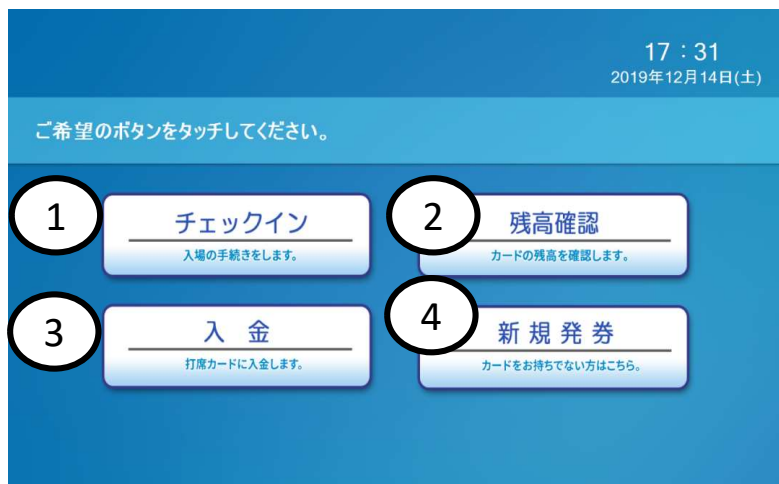 17：31
2019年12月14日(土)
ご希望のボタンをタッチしてください。
1
チェックイン
入場の手続きをします。
2
残高確認
カードの残高を確認します。
3
入 金
打席カードに入金します。
4
新 規 発 券
カードをお持ちでない方はこちら。